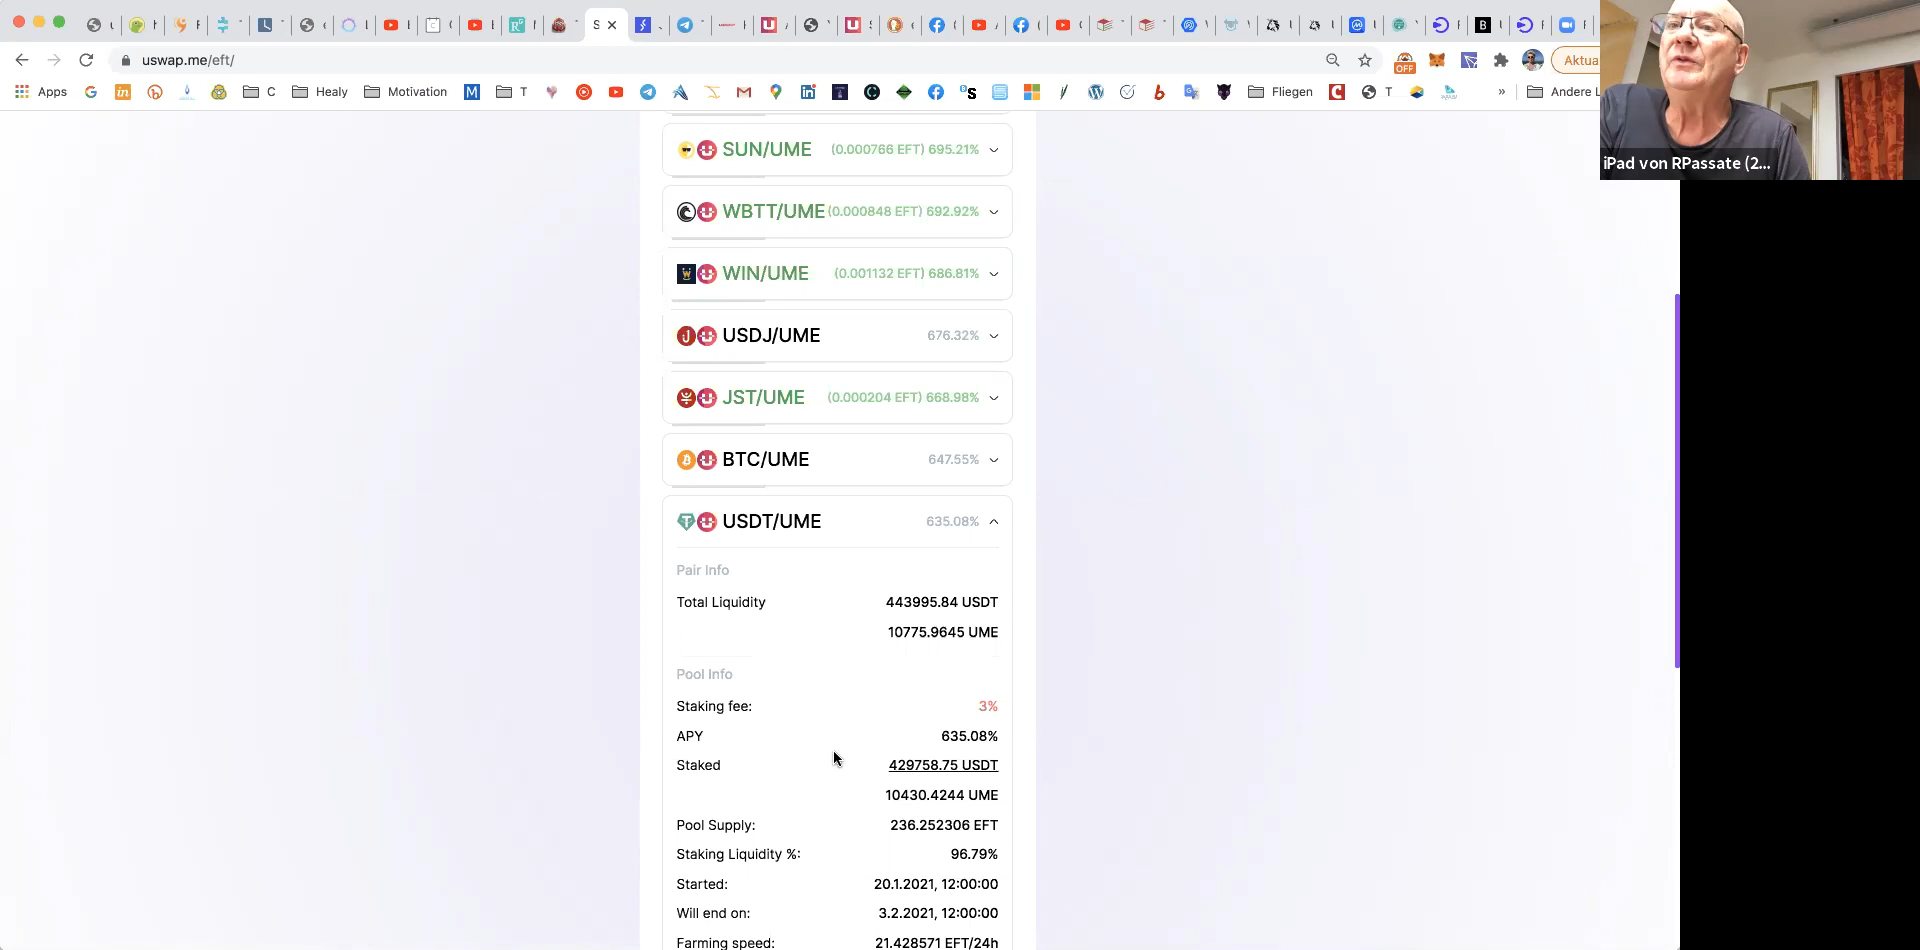 uswap.me/eft/
OFF
Aktua
Apps
C
Healy
Motivation
T
Fliegen
T
»
Andere L
iPad von RPassate (2...
SUN/UME (0.000766 EFT) 695.21%
WBTT/UME (0.000848 EFT) 692.92%
WIN/UME (0.001132 EFT) 686.81%
USDJ/UME 676.32%
JST/UME (0.000204 EFT) 668.98%
BTC/UME 647.55%
USDT/UME 635.08%
Pair Info
Total Liquidity 443995.84 USDT
10775.9645 UME
Pool Info
Staking fee: 3%
APY 635.08%
Staked 429758.75 USDT
10430.4244 UME
Pool Supply: 236.252306 EFT
Staking Liquidity %: 96.79%
Started: 20.1.2021, 12:00:00
Will end on: 3.2.2021, 12:00:00
Farming speed: 21.428571 EFT/24h